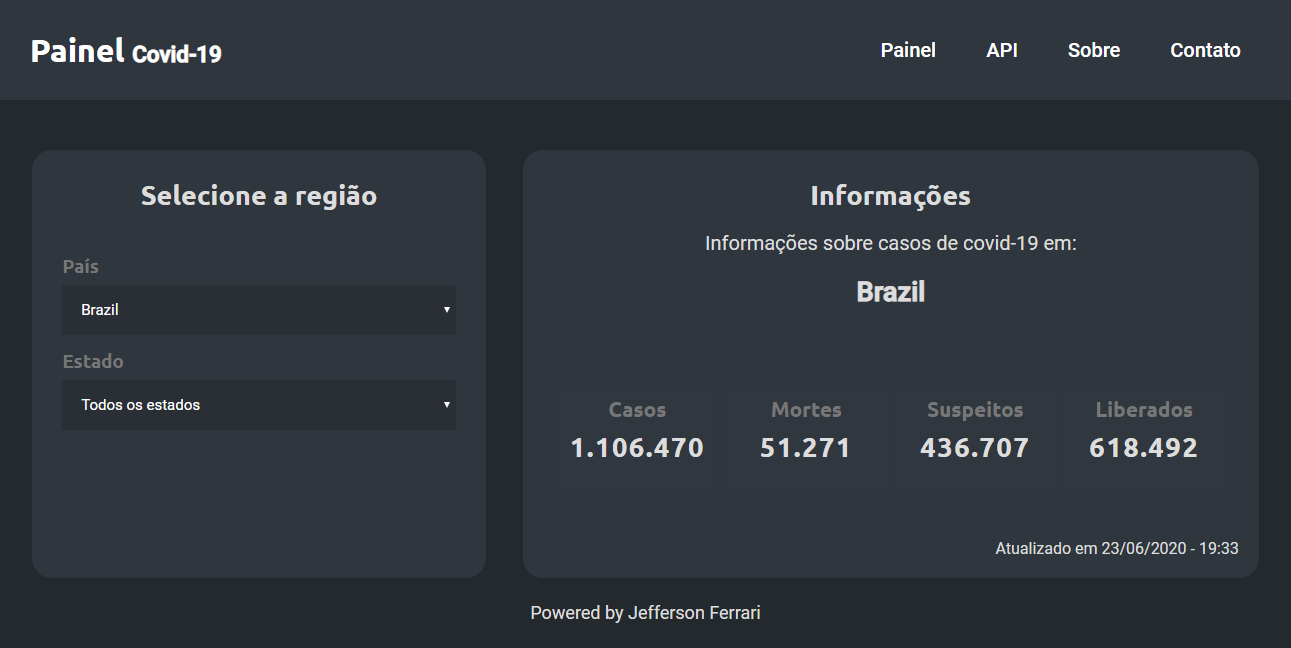 Painel Covid-19
Painel API Sobre Contato
Selecione a região
País
Brazil
Estado
Todos os estados
Informações
Informações sobre casos de covid-19 em:
Brazil
Casos Mortes Suspeitos Liberados
1.106.470 51.271 436.707 618.492
Atualizado em 23/06/2020 - 19:33
Powered by Jefferson Ferrari